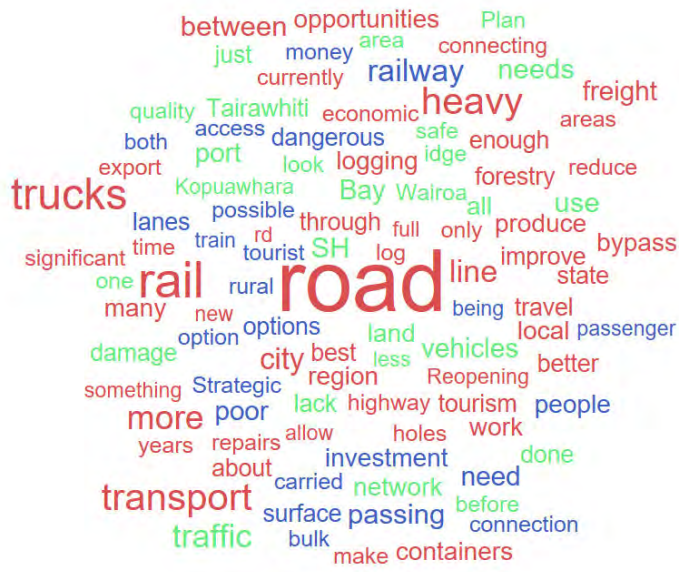 between opportunities Plan
just money area connecting
currently railway needs
quality Tairawhiti economic heavy freight
both access dangerous safe enough areas
export port look logging idge forestry reduce
trucks Kopuawhara Bay Wairoa all use
lanes possible through full only produce bypass
significant time train rd tourist SH log improve
one rail rural road line state
many new being travel
option options land local passenger
damage city best less vehicles better
something Strategic region Reopening
more poor lack highway tourism people
years repairs allow holes work
about investment done
transport carried network need
traffic surface passing before connection
bulk make containers